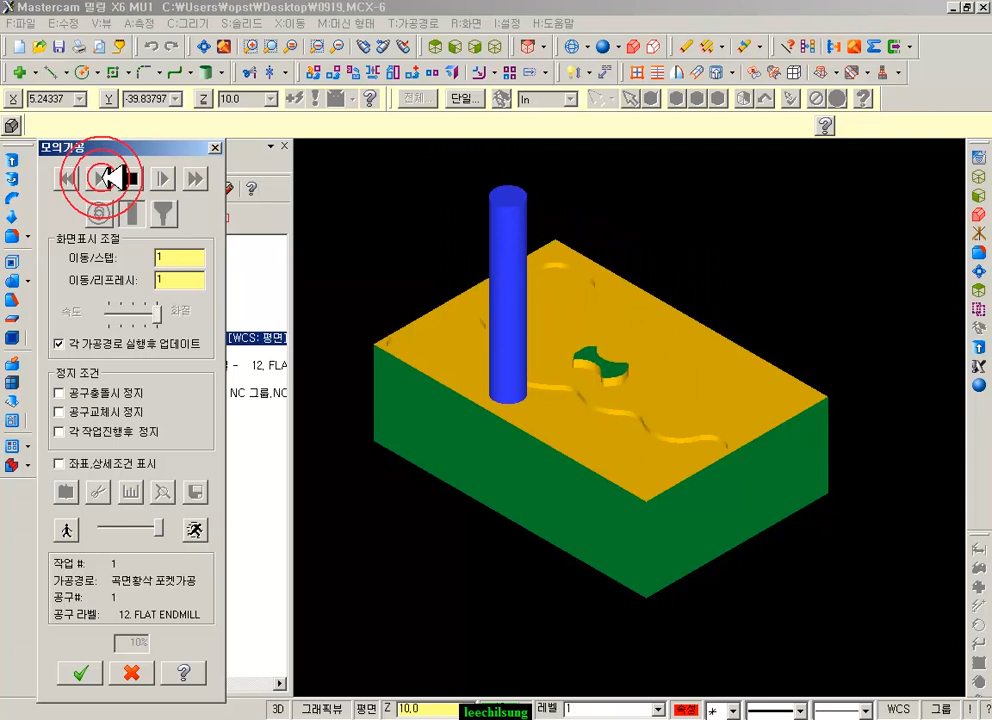 Mastercam 밀링 X6 MU1 C:₩Users₩opst₩Desktop₩0919,MCX-6
F:파일 E:수정 V:뷰 A:측정 C:그리기 S:솔리드 X:이동 M:머신 형태 T:가공경로 R:화면 I:설정 H:도움말
X 5.24337 Y -39.83797 Z 10.0 전체... 단일... In
모의가공
화면표시 조절
이동/스텝: 1
이동/리프레시: 1
속도 화질
각 가공경로 실행후 업데이트
[WCS: 평면]
- 12, FLA
정지 조건
공구충돌시 정지
NC 그룹,NC
공구교체시 정지
각 작업진행후 정지
좌표,상세조건 표시
작업 #: 1
가공경로: 곡면황삭 포켓가공
공구#: 1
공구 라벨: 12. FLAT ENDMILL
10%
3D 그래픽뷰 평면 Z 10,0 레벨 1 속성 WCS 그룹 ! ?
leechilsung